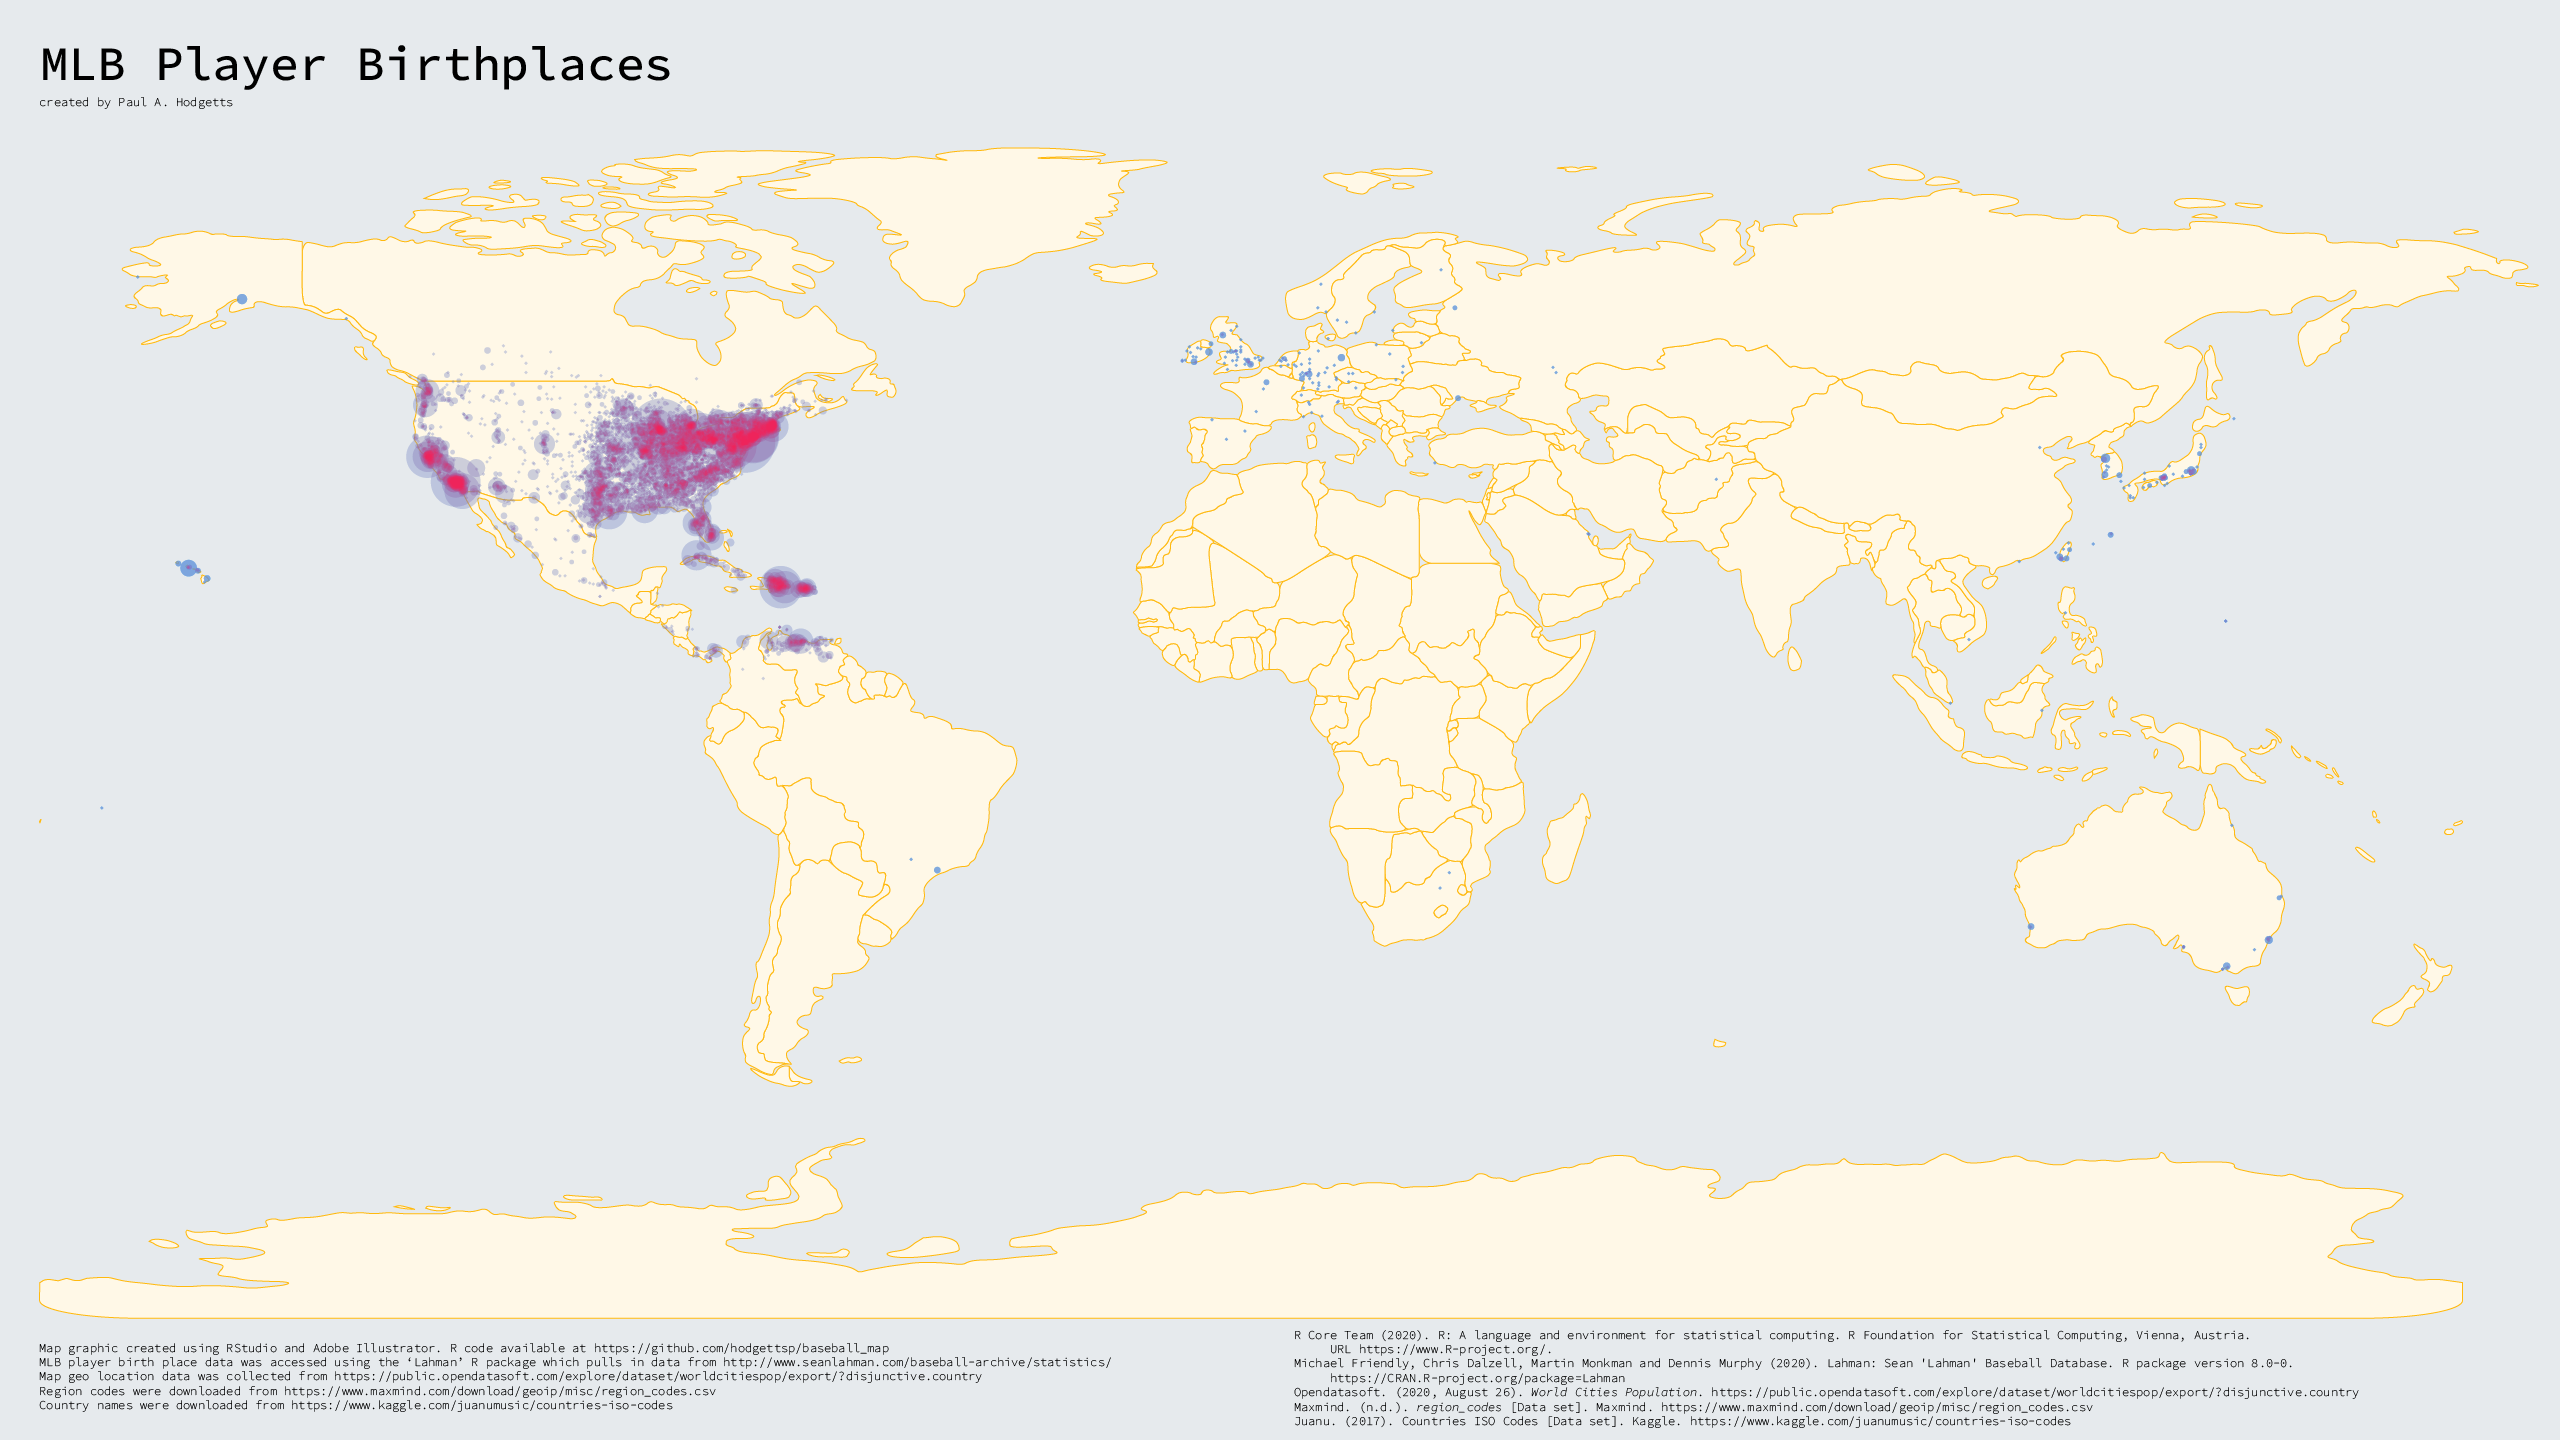 MLB Player Birthplaces
created by Paul A. Hodgetts
Map graphic created using RStudio and Adobe Illustrator. R code available at https://github.com/hodgettsp/baseball_map
MLB player birth place data was accessed using the ‘Lahman’ R package which pulls in data from http://www.seanlahman.com/baseball-archive/statistics/
Map geo location data was collected from https://public.opendatasoft.com/explore/dataset/worldcitiespop/export/?disjunctive.country
Region codes were downloaded from https://www.maxmind.com/download/geoip/misc/region_codes.csv
Country names were downloaded from https://www.kaggle.com/juanumusic/countries-iso-codes
R Core Team (2020). R: A language and environment for statistical computing. R Foundation for Statistical Computing, Vienna, Austria.
URL https://www.R-project.org/.
Michael Friendly, Chris Dalzell, Martin Monkman and Dennis Murphy (2020). Lahman: Sean 'Lahman' Baseball Database. R package version 8.0-0.
https://CRAN.R-project.org/package=Lahman
Opendatasoft. (2020, August 26). World Cities Population. https://public.opendatasoft.com/explore/dataset/worldcitiespop/export/?disjunctive.country
Maxmind. (n.d.). region_codes [Data set]. Maxmind. https://www.maxmind.com/download/geoip/misc/region_codes.csv
Juanu. (2017). Countries ISO Codes [Data set]. Kaggle. https://www.kaggle.com/juanumusic/countries-iso-codes